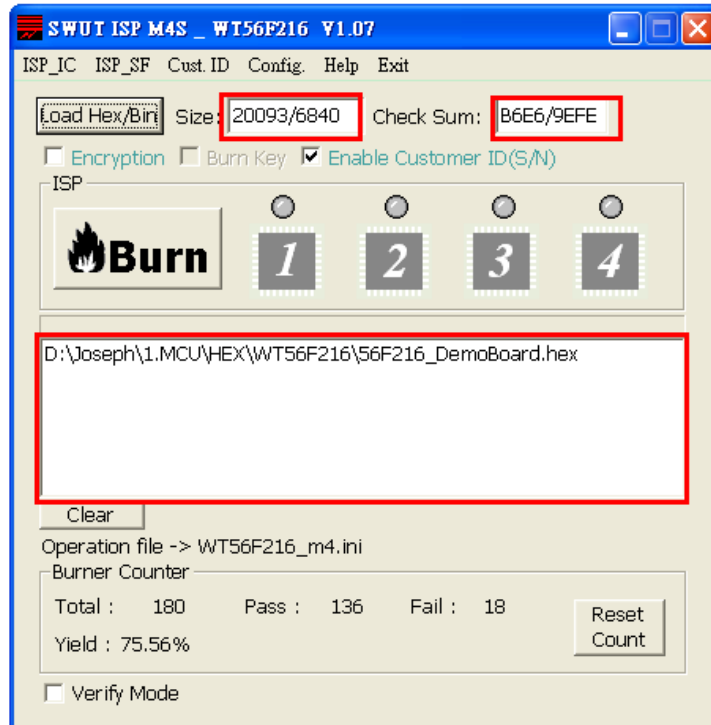 SWUT ISP M4S _ WT56F216 V1.07
ISP_IC ISP_SF Cust. ID Config. Help Exit
Load Hex/Bin Size: 20093/6840 Check Sum: B6E6/9EFE
Encryption Burn Key Enable Customer ID(S/N)
ISP
Burn 1 2 3 4
D:\Joseph\1.MCU\HEX\WT56F216\56F216_DemoBoard.hex
Clear
Operation file -> WT56F216_m4.ini
Burner Counter
Total : 180 Pass : 136 Fail : 18
Reset
Count
Yield : 75.56%
Verify Mode